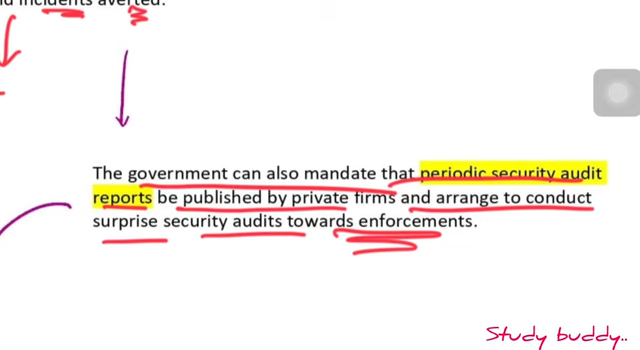 incidents averted.
The government can also mandate that periodic security audit
reports be published by private firms and arrange to conduct
surprise security audits towards enforcements.
Study buddy..